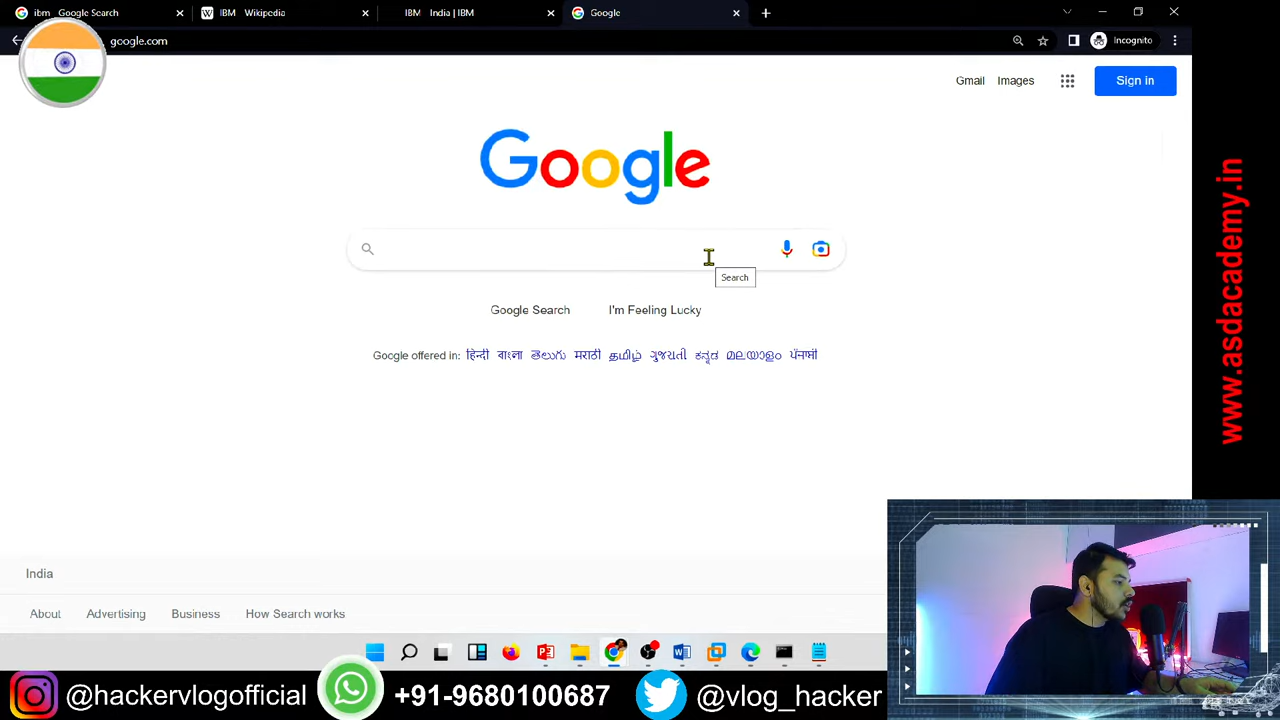 ibm - Google Search
IBM - Wikipedia
IBM - India | IBM
Google
google.com
Incognito
Gmail
Images
Sign in
Google
Search
Google Search
I'm Feeling Lucky
Google offered in: हिन्दी বাংলা తెలుగు मराठी தமிழ் ગુજરાતી ಕನ್ನಡ മലയാളം ਪੰਜਾਬੀ
India
About
Advertising
Business
How Search works
www.asdacademy.in
@hackervogofficial
+91-9680100687
@vlog_hacker